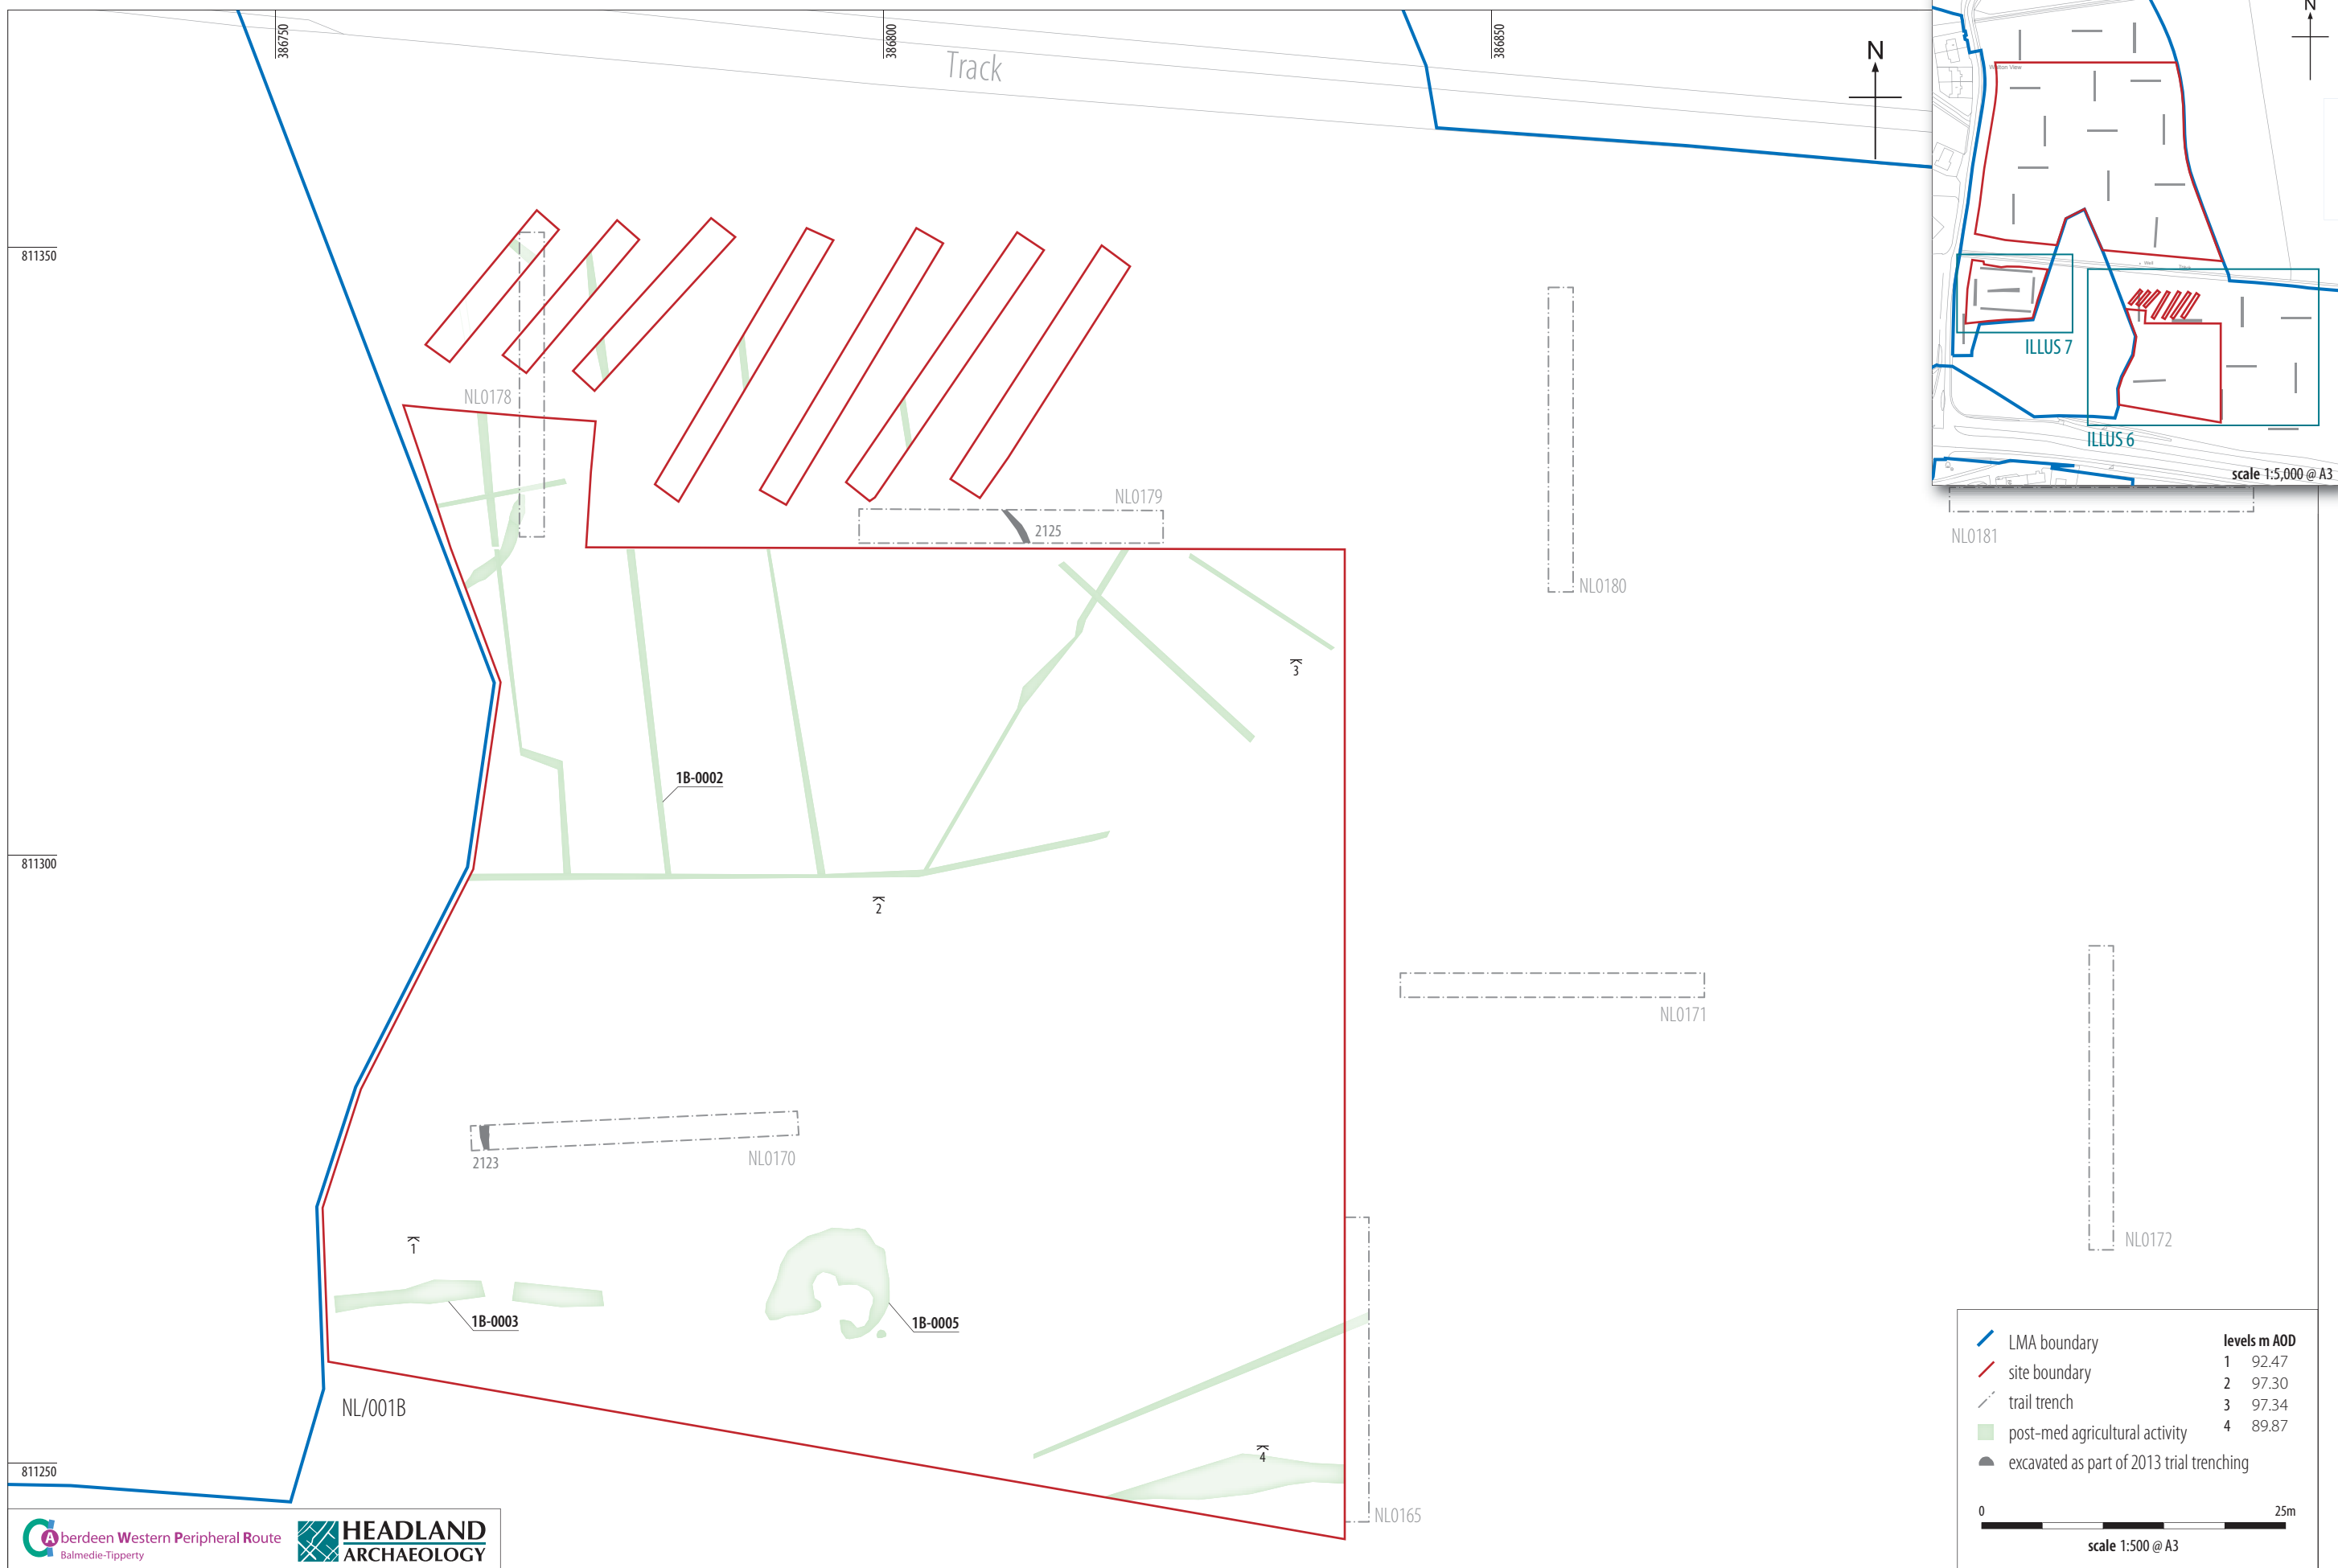 386750
386800
386850
Track
N
N
Walton View
Well
Track
ILLUS 7
ILLUS 6
scale 1:5,000 @ A3
811350
NL0178
NL0179
2125
NL0180
NL0181
3
1B-0002
811300
2
NL0171
2123
NL0170
1
NL0172
1B-0003
1B-0005
NL/001B
4
811250
NL0165
LMA boundary
site boundary
trail trench
post-med agricultural activity
excavated as part of 2013 trial trenching
levels m AOD
1 92.47
2 97.30
3 97.34
4 89.87
0 25m
scale 1:500 @ A3
Aberdeen Western Peripheral Route
Balmedie-Tipperty
HEADLAND
ARCHAEOLOGY